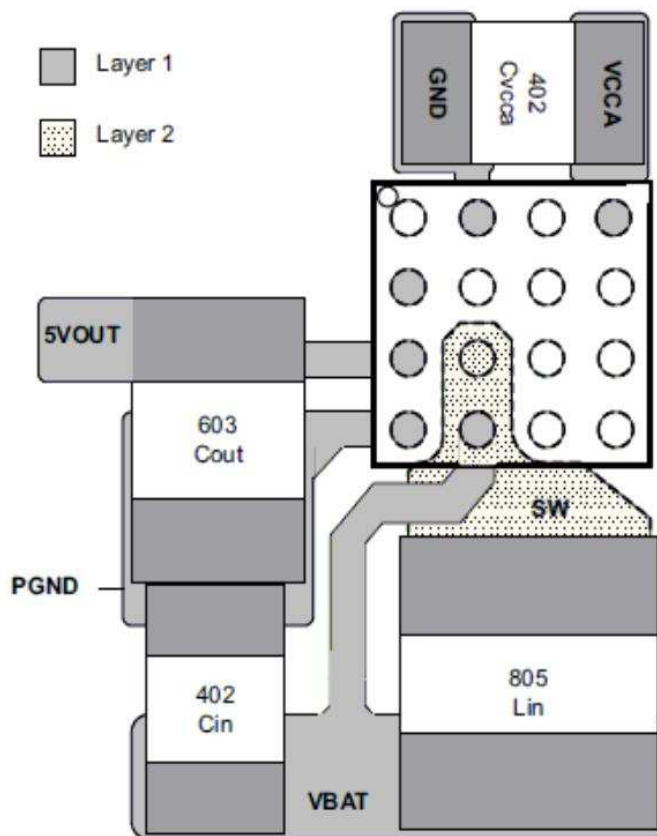 Layer 1
Layer 2
GND
402
Cvcca
VCCA
5VOUT
603
Cout
SW
PGND
402
Cin
805
Lin
VBAT